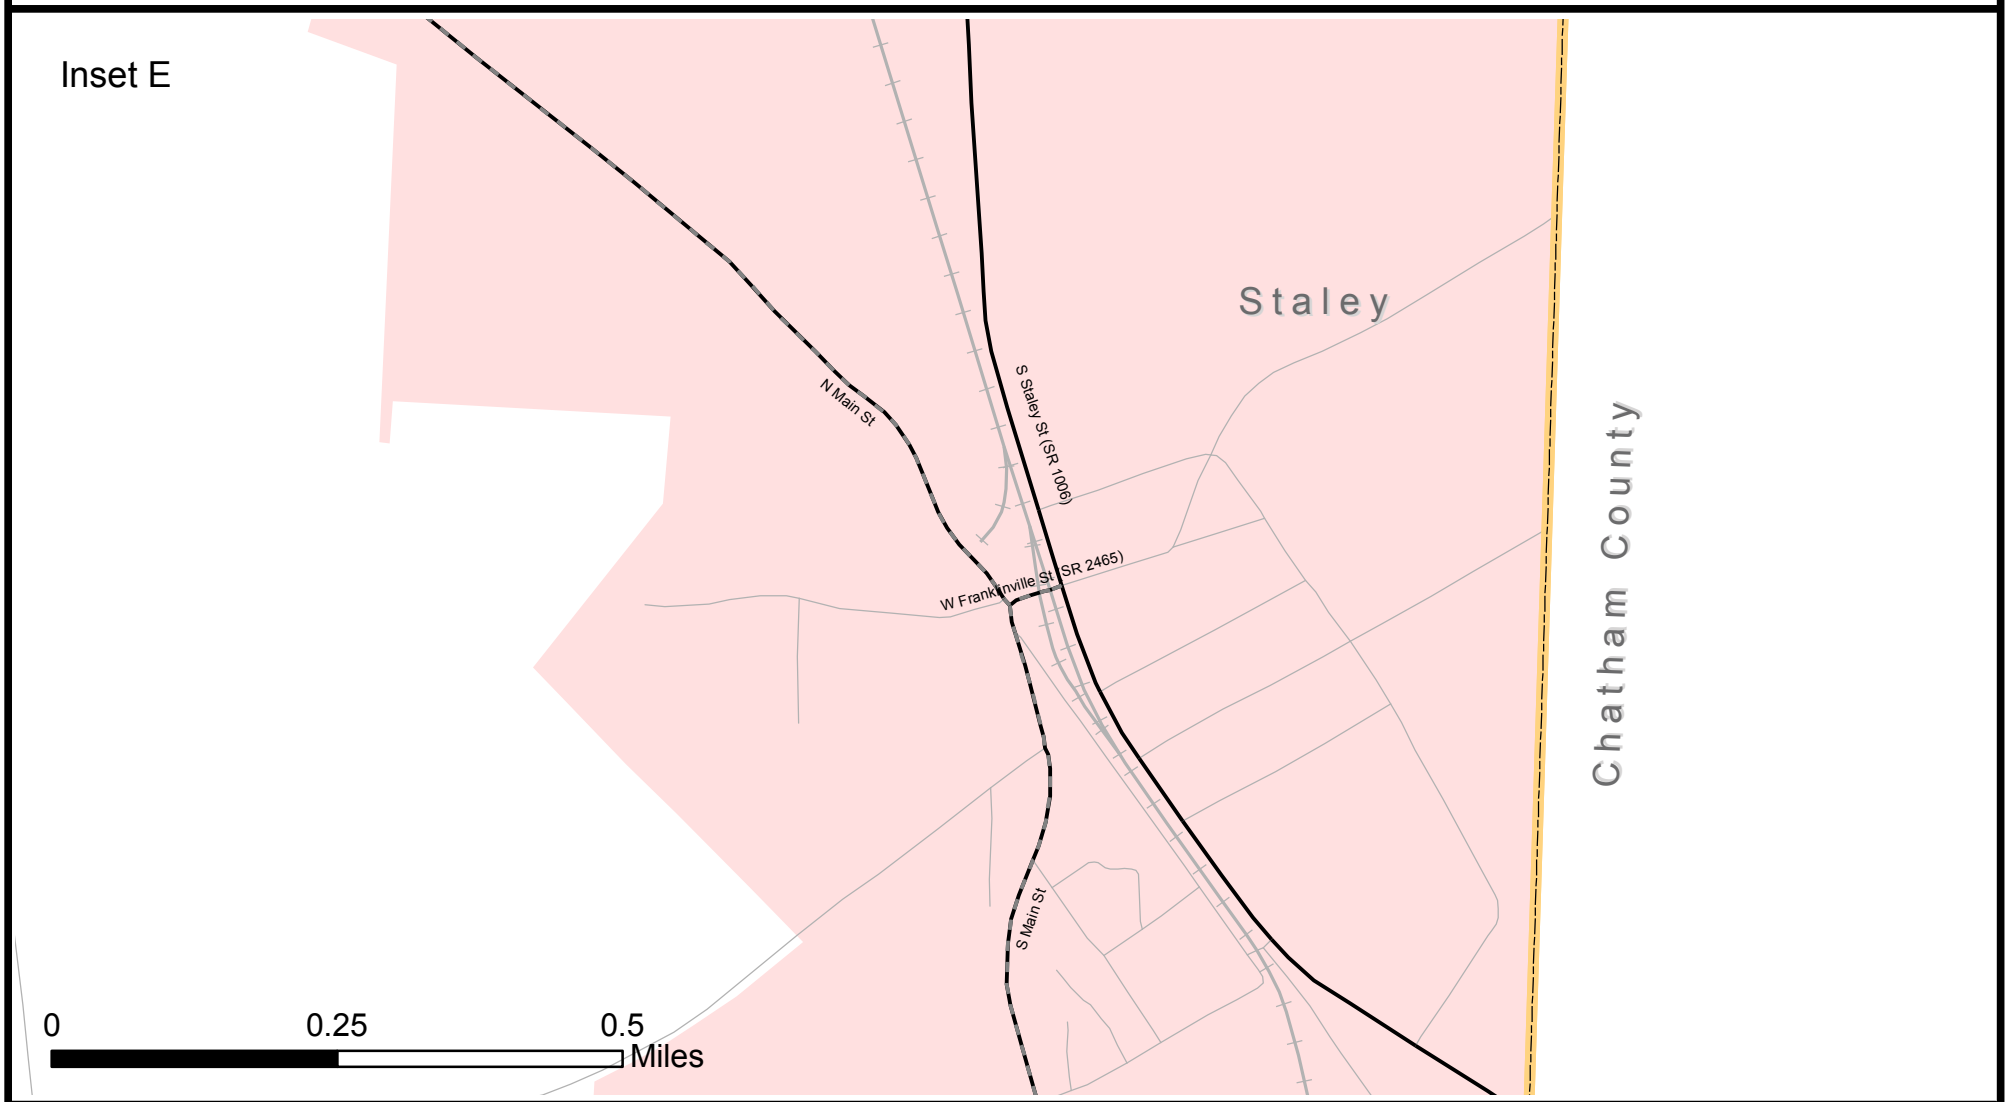 Inset E
Staley
N Main St
S Staley St (SR 1006)
Chatham County
W Franklinville St (SR 2465)
S Main St
0 0.25 0.5
Miles